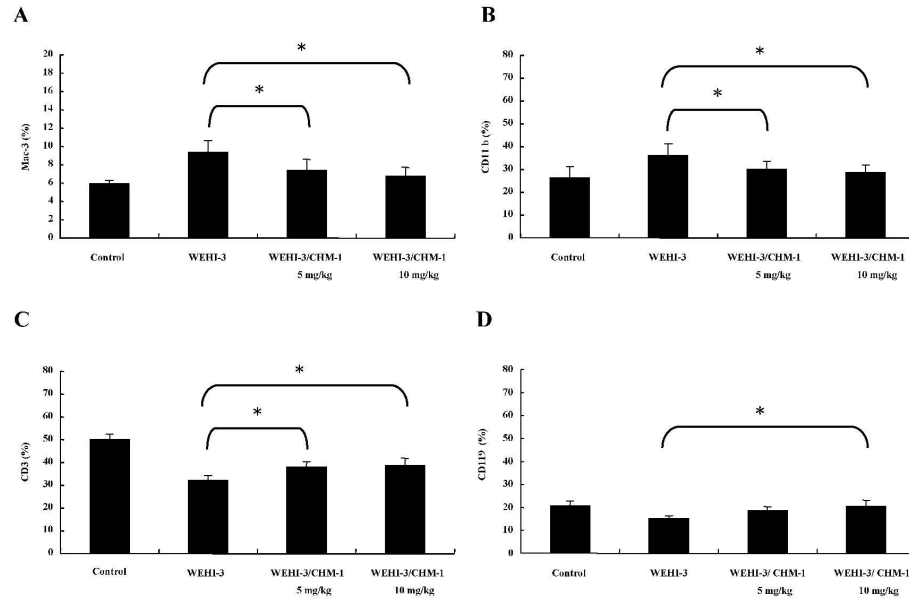 A
Mac-3 (%)
20
18
16
14
12
10
8
6
4
2
0
*
*
Control
WEHI-3
WEHI-3/CHM-1
5 mg/kg
WEHI-3/CHM-1
10 mg/kg
B
CD11 b (%)
80
70
60
50
40
30
20
10
0
*
*
Control
WEHI-3
WEHI-3/CHM-1
5 mg/kg
WEHI-3/CHM-1
10 mg/kg
C
CD3 (%)
80
70
60
50
40
30
20
10
0
*
*
Control
WEHI-3
WEHI-3/CHM-1
5 mg/kg
WEHI-3/CHM-1
10 mg/kg
D
CD119 (%)
80
70
60
50
40
30
20
10
0
*
Control
WEHI-3
WEHI-3/ CHM-1
5 mg/kg
WEHI-3/ CHM-1
10 mg/kg